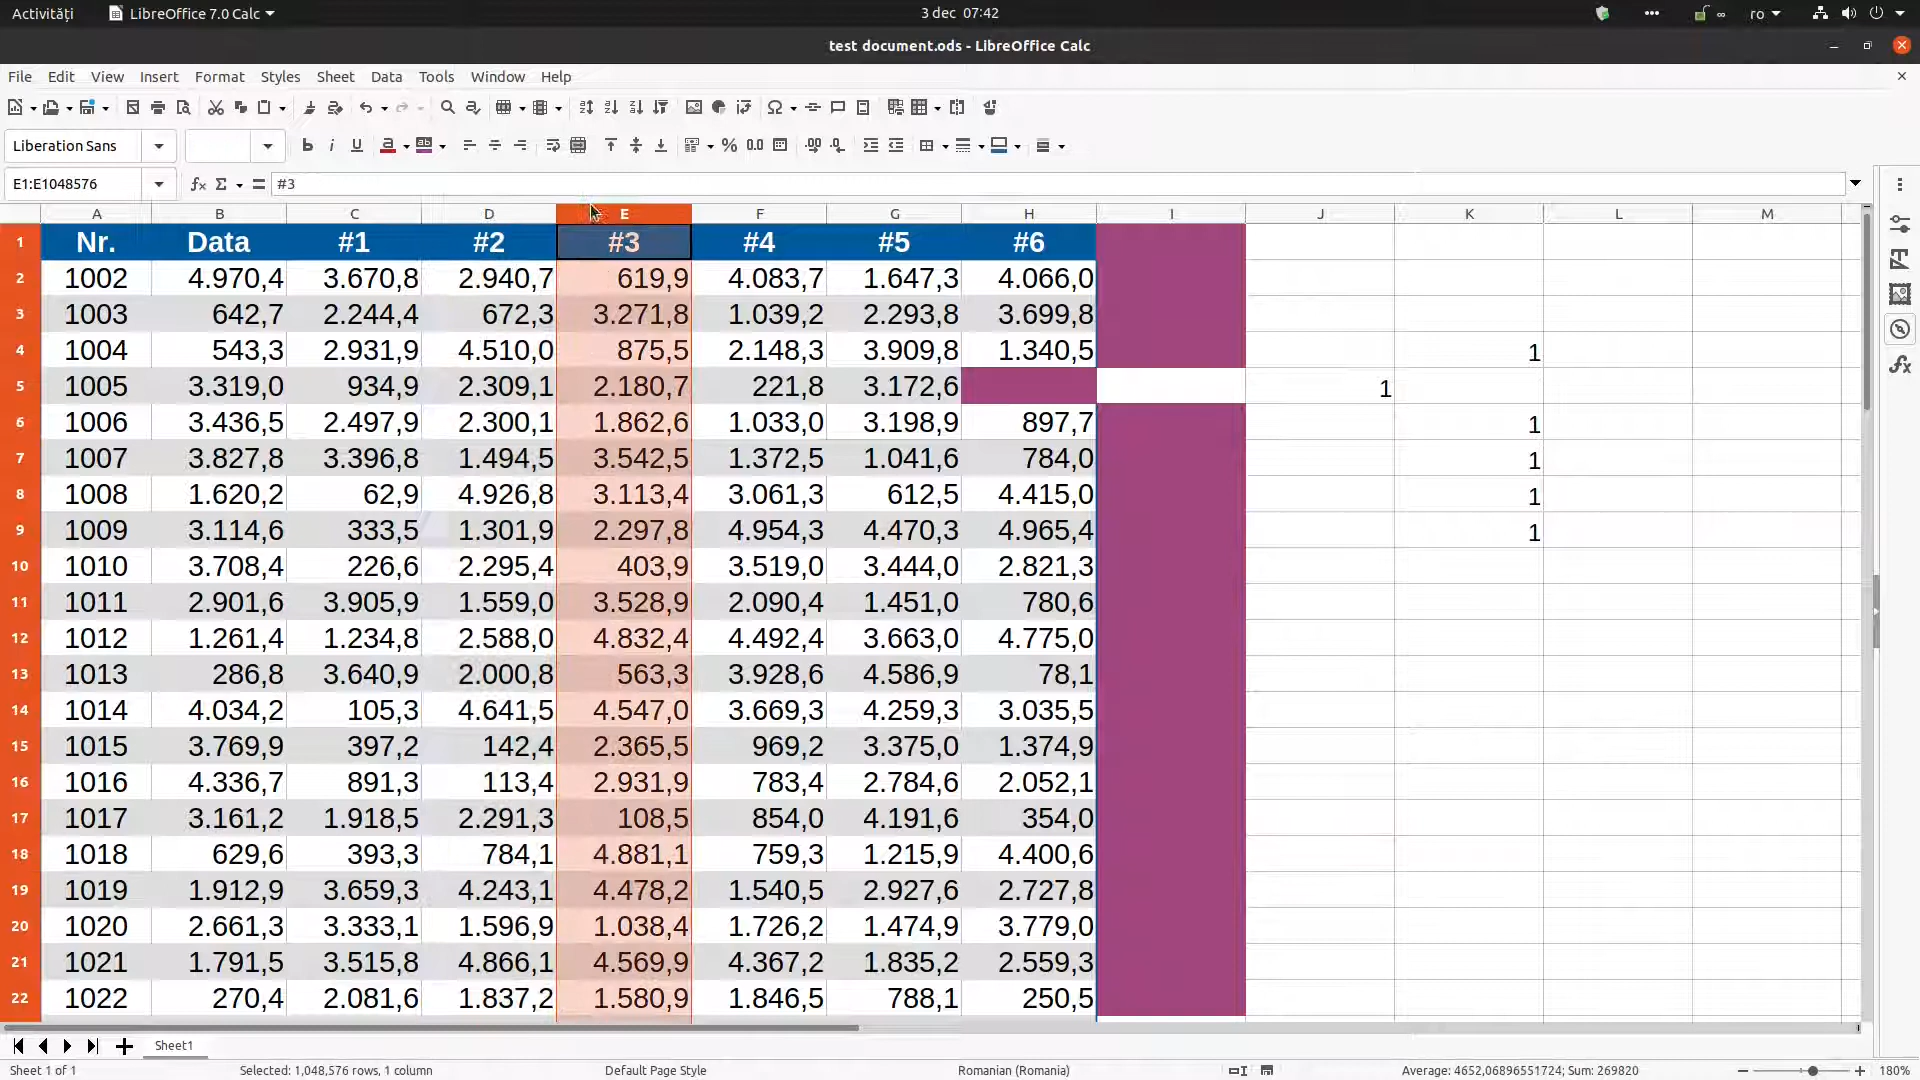 Activități LibreOffice 7.0 Calc 3 dec 07:42 ∞ ro
test document.ods - LibreOffice Calc
File Edit View Insert Format Styles Sheet Data Tools Window Help
Liberation Sans
E1:E1048576 #3
A B C D E F G H I J K L M
1 Nr. Data #1 #2 #3 #4 #5 #6
2 1002 4.970,4 3.670,8 2.940,7 619,9 4.083,7 1.647,3 4.066,0
3 1003 642,7 2.244,4 672,3 3.271,8 1.039,2 2.293,8 3.699,8
4 1004 543,3 2.931,9 4.510,0 875,5 2.148,3 3.909,8 1.340,5 1
5 1005 3.319,0 934,9 2.309,1 2.180,7 221,8 3.172,6 1
6 1006 3.436,5 2.497,9 2.300,1 1.862,6 1.033,0 3.198,9 897,7 1
7 1007 3.827,8 3.396,8 1.494,5 3.542,5 1.372,5 1.041,6 784,0 1
8 1008 1.620,2 62,9 4.926,8 3.113,4 3.061,3 612,5 4.415,0 1
9 1009 3.114,6 333,5 1.301,9 2.297,8 4.954,3 4.470,3 4.965,4 1
10 1010 3.708,4 226,6 2.295,4 403,9 3.519,0 3.444,0 2.821,3
11 1011 2.901,6 3.905,9 1.559,0 3.528,9 2.090,4 1.451,0 780,6
12 1012 1.261,4 1.234,8 2.588,0 4.832,4 4.492,4 3.663,0 4.775,0
13 1013 286,8 3.640,9 2.000,8 563,3 3.928,6 4.586,9 78,1
14 1014 4.034,2 105,3 4.641,5 4.547,0 3.669,3 4.259,3 3.035,5
15 1015 3.769,9 397,2 142,4 2.365,5 969,2 3.375,0 1.374,9
16 1016 4.336,7 891,3 113,4 2.931,9 783,4 2.784,6 2.052,1
17 1017 3.161,2 1.918,5 2.291,3 108,5 854,0 4.191,6 354,0
18 1018 629,6 393,3 784,1 4.881,1 759,3 1.215,9 4.400,6
19 1019 1.912,9 3.659,3 4.243,1 4.478,2 1.540,5 2.927,6 2.727,8
20 1020 2.661,3 3.333,1 1.596,9 1.038,4 1.726,2 1.474,9 3.779,0
21 1021 1.791,5 3.515,8 4.866,1 4.569,9 4.367,2 1.835,2 2.559,3
22 1022 270,4 2.081,6 1.837,2 1.580,9 1.846,5 788,1 250,5
Sheet1
Sheet 1 of 1 Selected: 1,048,576 rows, 1 column Default Page Style Romanian (Romania) Average: 4652,06896551724; Sum: 269820 180%